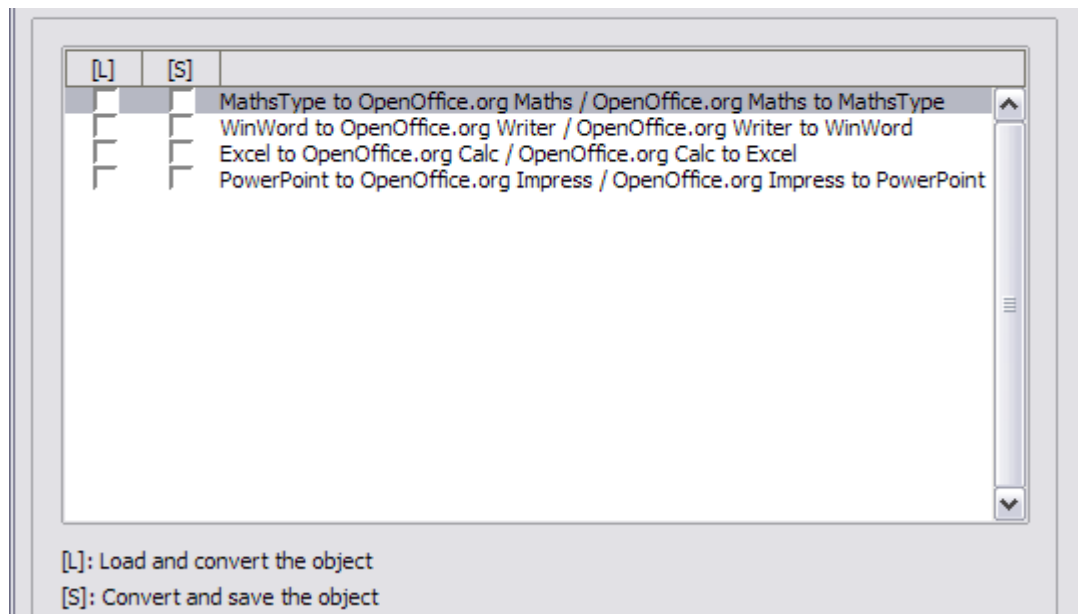 [L] [S]
MathsType to OpenOffice.org Maths / OpenOffice.org Maths to MathsType
WinWord to OpenOffice.org Writer / OpenOffice.org Writer to WinWord
Excel to OpenOffice.org Calc / OpenOffice.org Calc to Excel
PowerPoint to OpenOffice.org Impress / OpenOffice.org Impress to PowerPoint
[L]: Load and convert the object
[S]: Convert and save the object